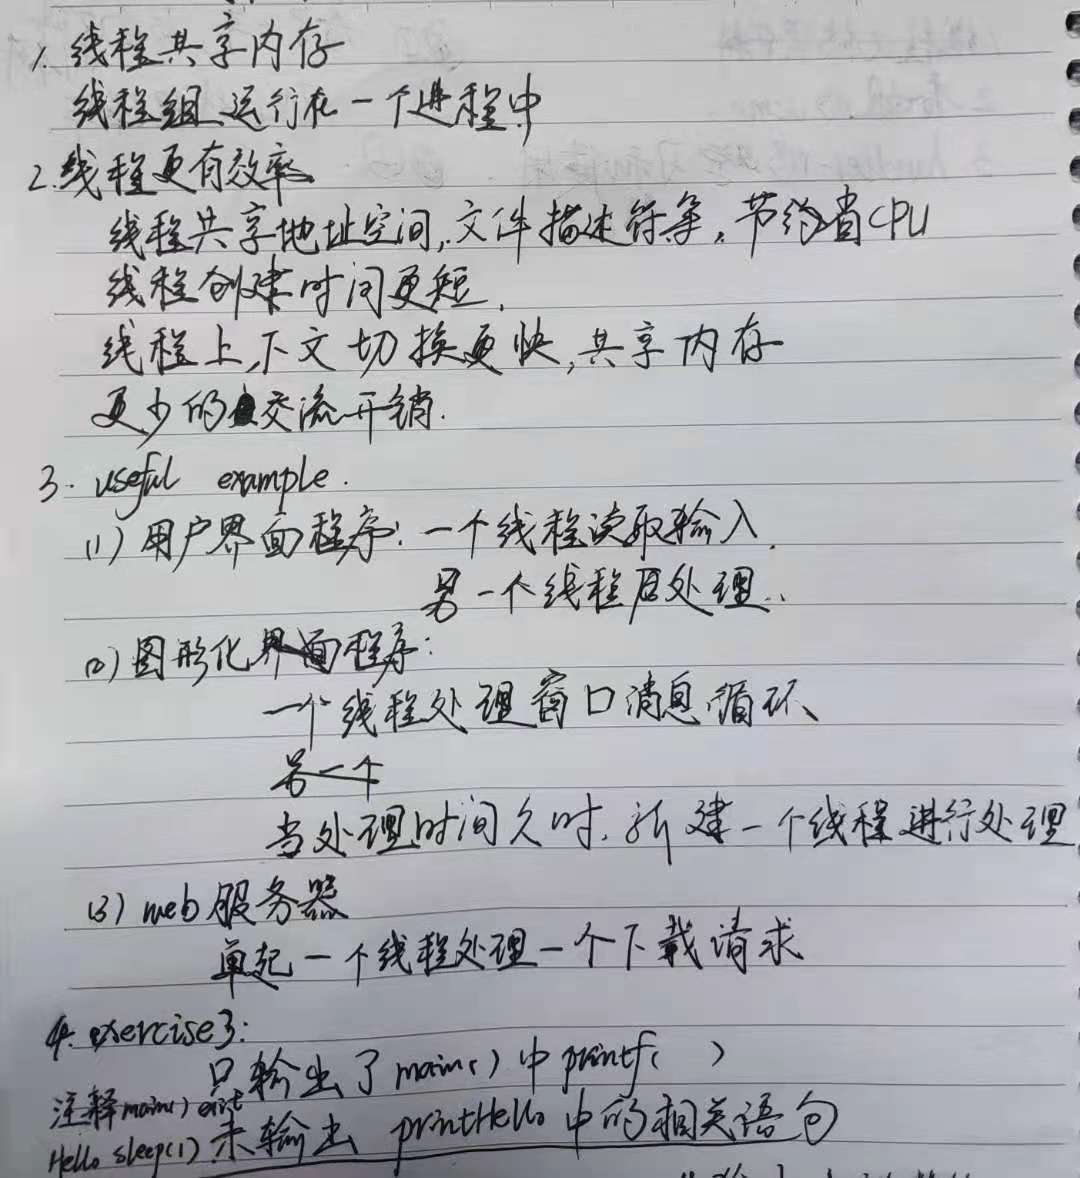 1. 线程共享内存
线程组运行在一个进程中
2. 线程更有效率
线程共享地址空间,文件描述符等,节约省CPU
线程创建时间更短,
线程上下文切换更快,共享内存
更少的交流开销.
3. useful example.
(1) 用户界面程序:一个线程读取输入,
另一个线程后处理..
(2) 图形化界面程序:
一个线程处理窗口消息循环
另一个
当处理时间久时,新建一个线程进行处理
(3) web服务器
单起一个线程处理一个下载请求
4. exercise3:
只输出了main()中printf( )
注释main() exit
未输出 printHello 中的相关语句
Hello sleep(1)